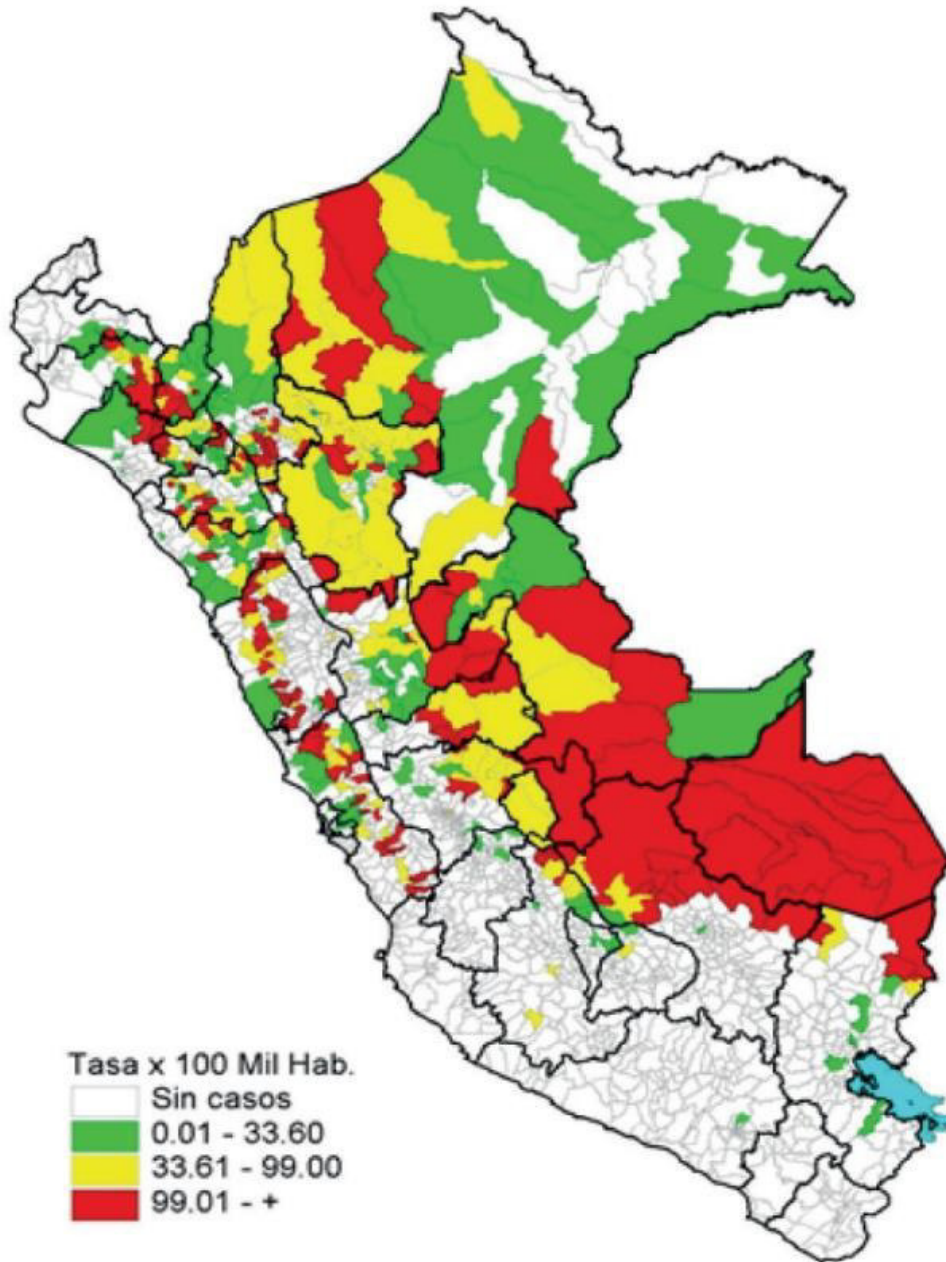 Tasa x 100 Mil Hab.
Sin casos
0.01 - 33.60
33.61 - 99.00
99.01 - +